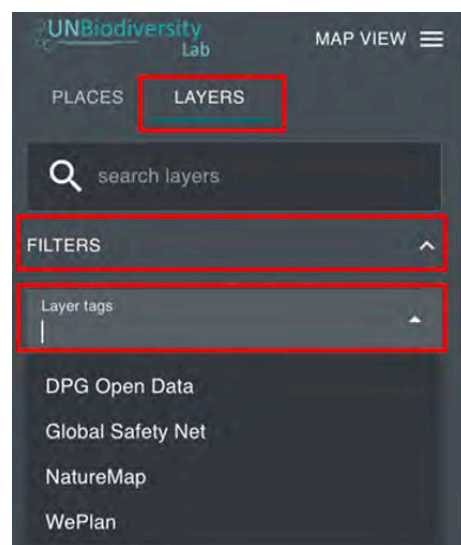 UNBiodiversity
Lab
MAP VIEW
PLACES
LAYERS
search layers
FILTERS
Layer tags
DPG Open Data
Global Safety Net
NatureMap
WePlan